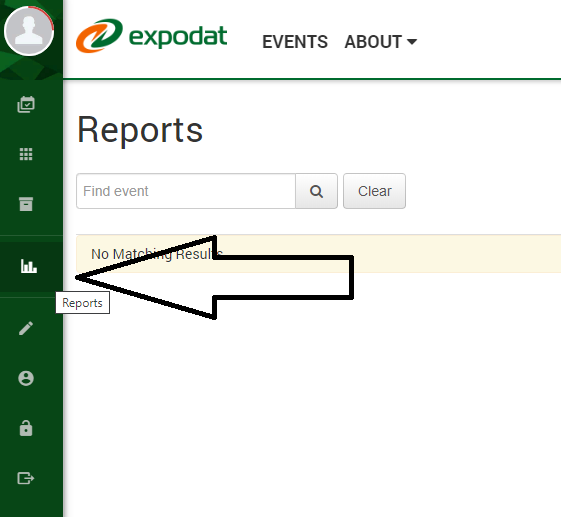 expodat
EVENTS ABOUT
Reports
Find event
Clear
No Matching Results
Reports